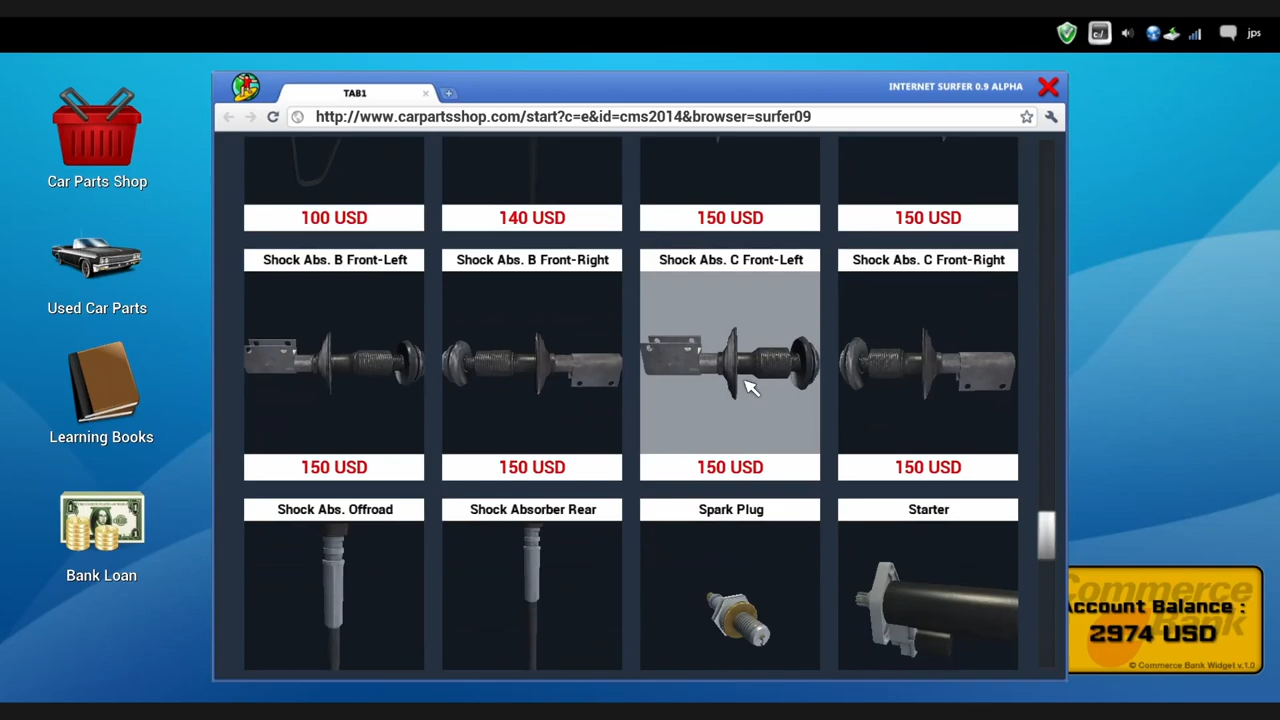 c:/
jps
TAB1
INTERNET SURFER 0.9 ALPHA
http://www.carpartsshop.com/start?c=e&id=cms2014&browser=surfer09
Car Parts Shop
Used Car Parts
Learning Books
Bank Loan
100 USD
140 USD
150 USD
150 USD
Shock Abs. B Front-Left
Shock Abs. B Front-Right
Shock Abs. C Front-Left
Shock Abs. C Front-Right
150 USD
150 USD
150 USD
150 USD
Shock Abs. Offroad
Shock Absorber Rear
Spark Plug
Starter
Commerce
Bank
Account Balance :
2974 USD
© Commerce Bank Widget v.1.0